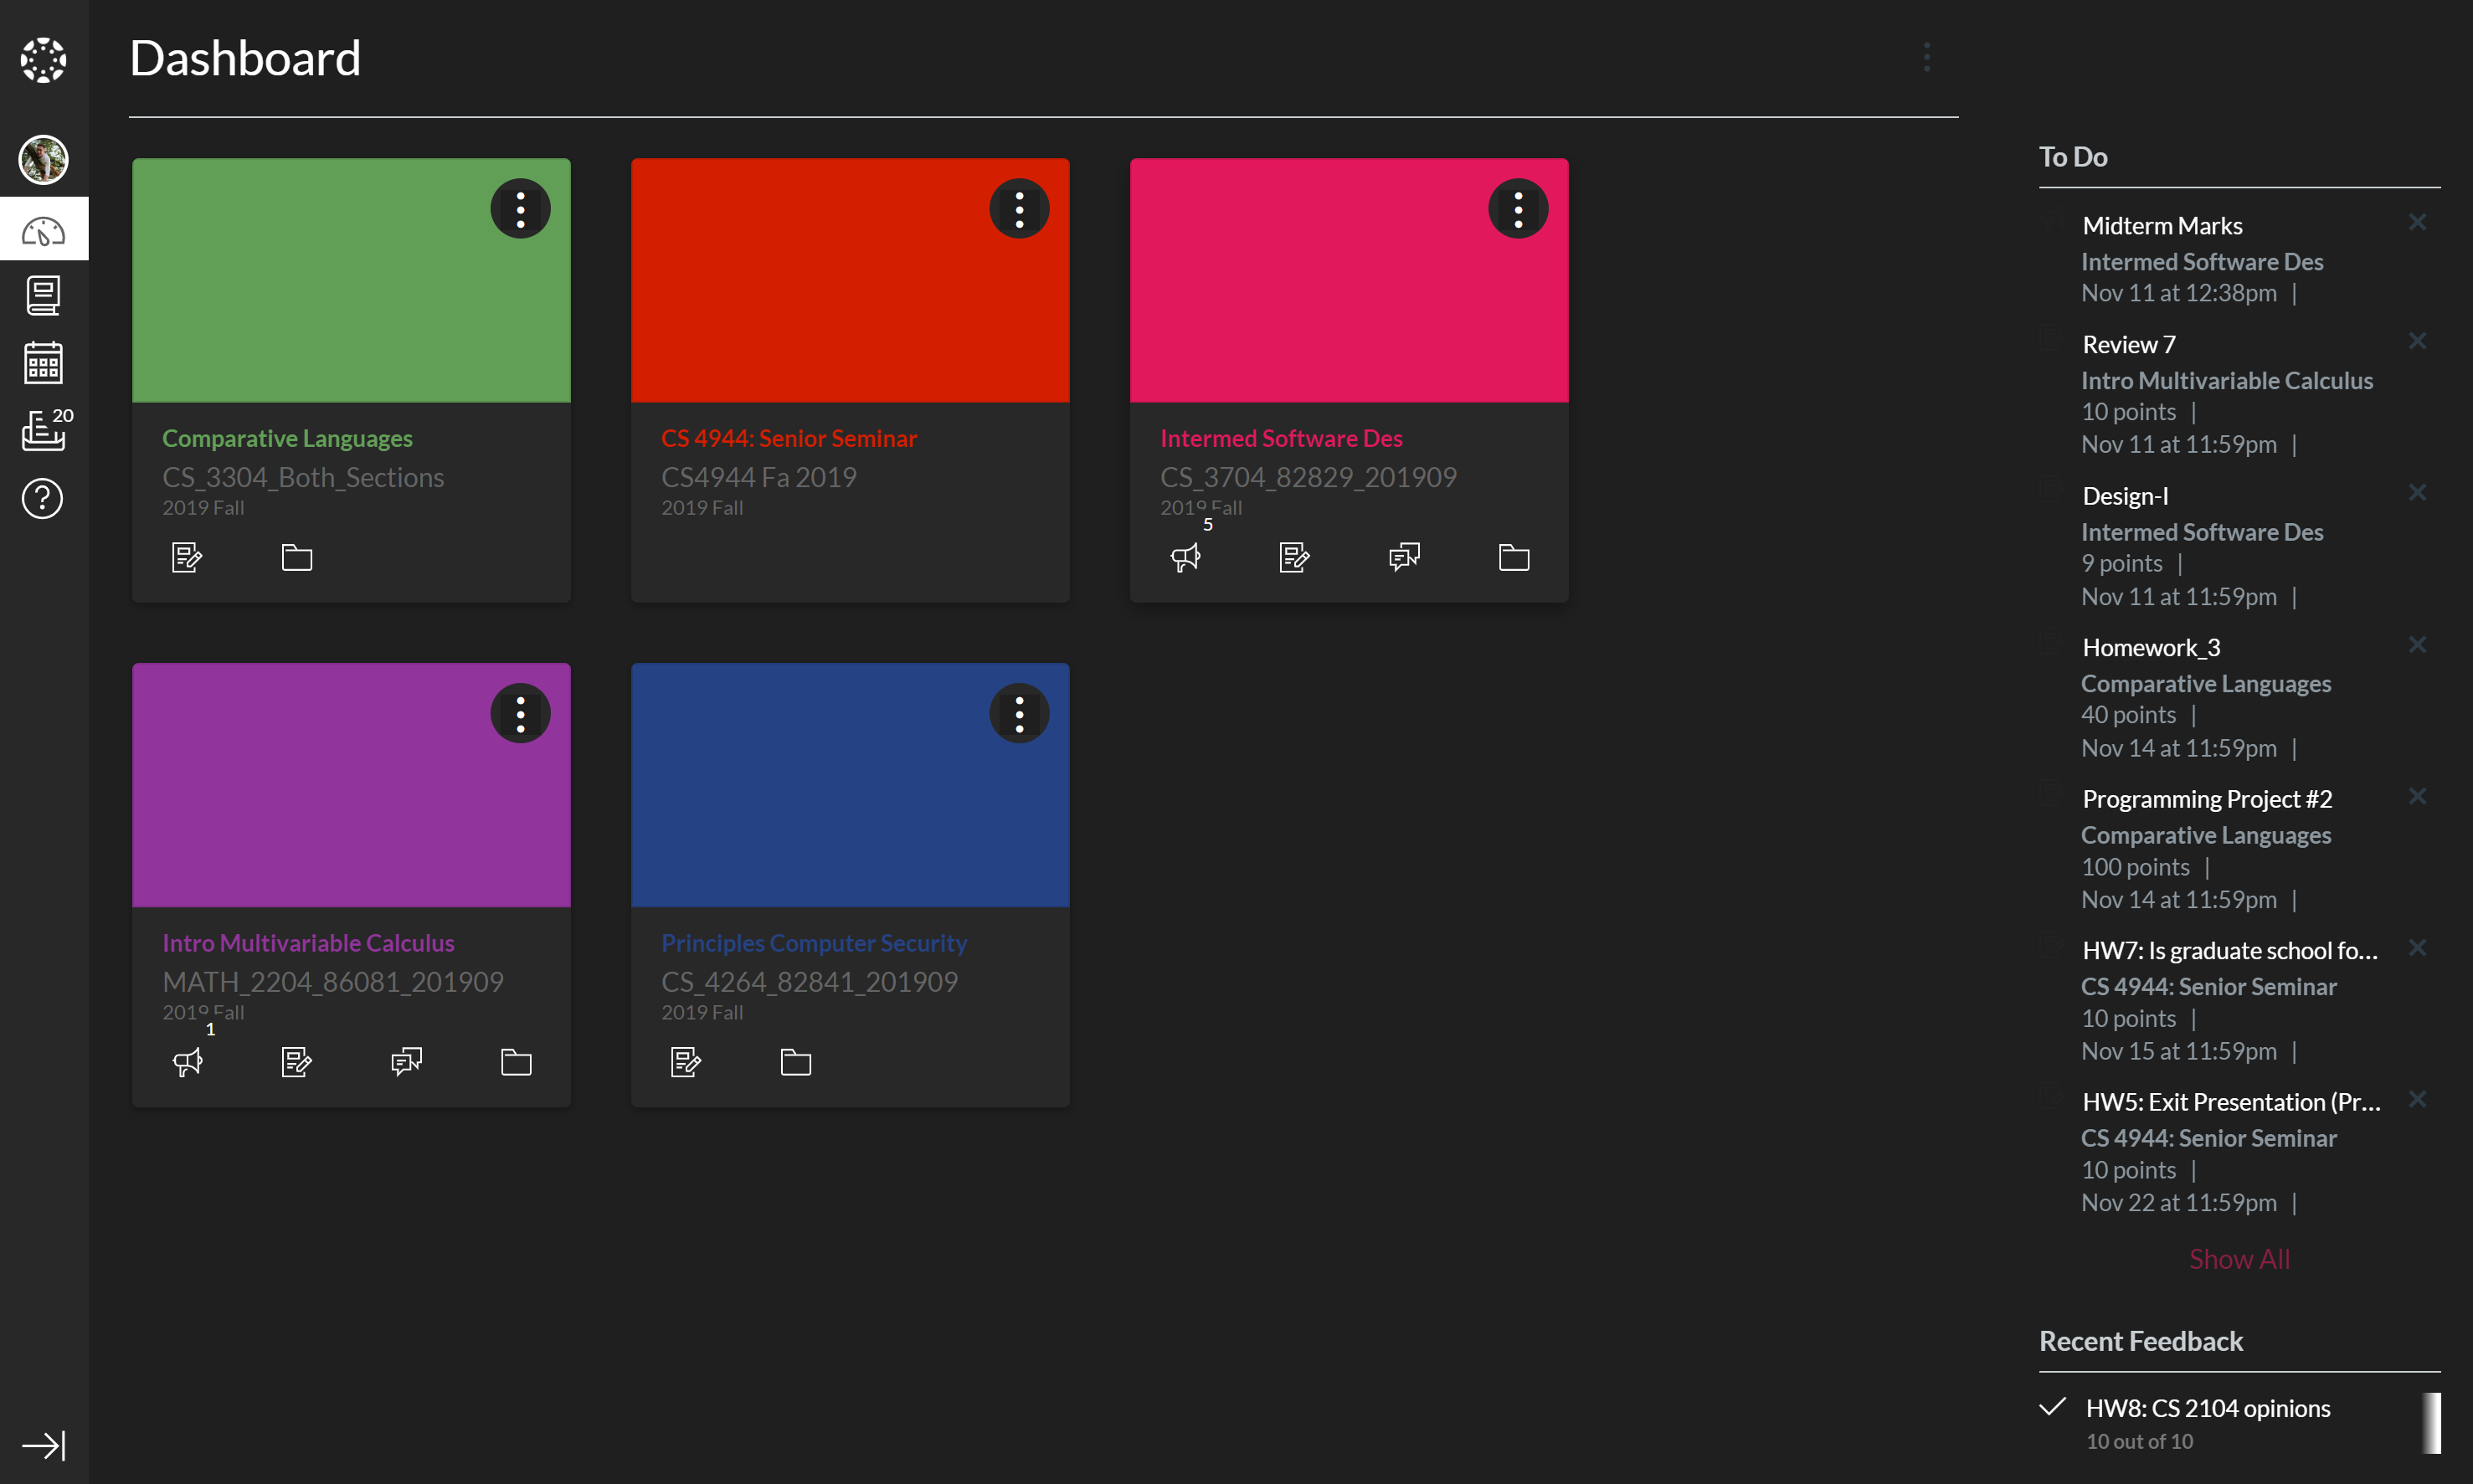 Dashboard
20
Comparative Languages
CS_3304_Both_Sections
2019 Fall
CS 4944: Senior Seminar
CS4944 Fa 2019
2019 Fall
Intermed Software Des
CS_3704_82829_201909
2019 Fall
5
Intro Multivariable Calculus
MATH_2204_86081_201909
2019 Fall
1
Principles Computer Security
CS_4264_82841_201909
2019 Fall
To Do
Midterm Marks
Intermed Software Des
Nov 11 at 12:38pm |
Review 7
Intro Multivariable Calculus
10 points |
Nov 11 at 11:59pm |
Design-I
Intermed Software Des
9 points |
Nov 11 at 11:59pm |
Homework_3
Comparative Languages
40 points |
Nov 14 at 11:59pm |
Programming Project #2
Comparative Languages
100 points |
Nov 14 at 11:59pm |
HW7: Is graduate school fo...
CS 4944: Senior Seminar
10 points |
Nov 15 at 11:59pm |
HW5: Exit Presentation (Pr...
CS 4944: Senior Seminar
10 points |
Nov 22 at 11:59pm |
Show All
Recent Feedback
HW8: CS 2104 opinions
10 out of 10